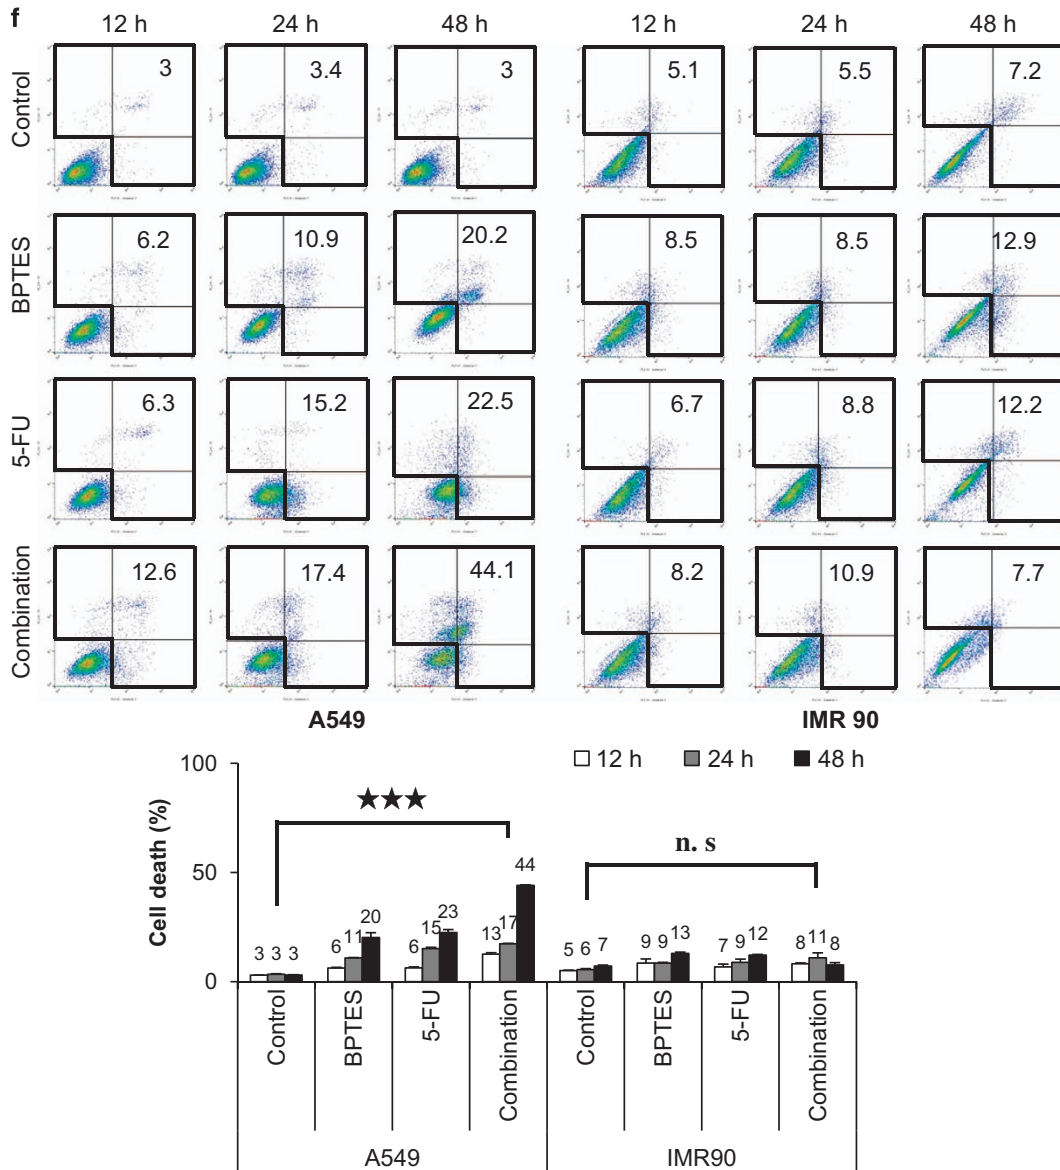 f
12 h 24 h 48 h 12 h 24 h 48 h
Control 3 3.4 3 5.1 5.5 7.2
BPTES 6.2 10.9 20.2 8.5 8.5 12.9
5-FU 6.3 15.2 22.5 6.7 8.8 12.2
Combination 12.6 17.4 44.1 8.2 10.9 7.7
A549 IMR 90
12 h 24 h 48 h
Cell death (%)
100
50
0
★★★
n. s
3 3 3 6 11 20 6 15 23 13 17 44 5 6 7 9 9 13 7 9 12 8 11 8
Control BPTES 5-FU Combination Control BPTES 5-FU Combination
A549 IMR90